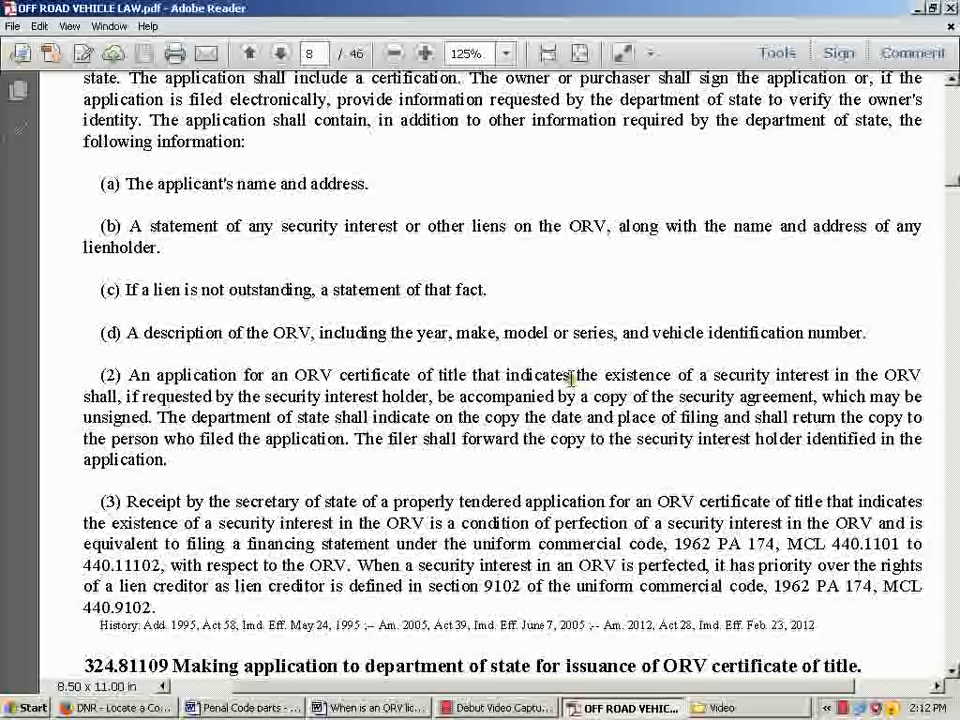 OFF ROAD VEHICLE LAW.pdf - Adobe Reader
File Edit View Window Help
8 / 46 125% Tools Sign Comment
state. The application shall include a certification. The owner or purchaser shall sign the application or, if the
application is filed electronically, provide information requested by the department of state to verify the owner's
identity. The application shall contain, in addition to other information required by the department of state, the
following information:
(a) The applicant's name and address.
(b) A statement of any security interest or other liens on the ORV, along with the name and address of any
lienholder.
(c) If a lien is not outstanding, a statement of that fact.
(d) A description of the ORV, including the year, make, model or series, and vehicle identification number.
(2) An application for an ORV certificate of title that indicates the existence of a security interest in the ORV
shall, if requested by the security interest holder, be accompanied by a copy of the security agreement, which may be
unsigned. The department of state shall indicate on the copy the date and place of filing and shall return the copy to
the person who filed the application. The filer shall forward the copy to the security interest holder identified in the
application.
(3) Receipt by the secretary of state of a properly tendered application for an ORV certificate of title that indicates
the existence of a security interest in the ORV is a condition of perfection of a security interest in the ORV and is
equivalent to filing a financing statement under the uniform commercial code, 1962 PA 174, MCL 440.1101 to
440.11102, with respect to the ORV. When a security interest in an ORV is perfected, it has priority over the rights
of a lien creditor as lien creditor is defined in section 9102 of the uniform commercial code, 1962 PA 174, MCL
440.9102.
History: Add. 1995, Act 58, Imd. Eff. May 24, 1995 ;-- Am. 2005, Act 39, Imd. Eff. June 7, 2005 ;-- Am. 2012, Act 28, Imd. Eff. Feb. 23, 2012
324.81109 Making application to department of state for issuance of ORV certificate of title.
8.50 x 11.00 in
Start DNR - Locate a Co... Penal Code parts - ... When is an ORV lic... Debut Video Captu... OFF ROAD VEHIC... Video « 2:12 PM